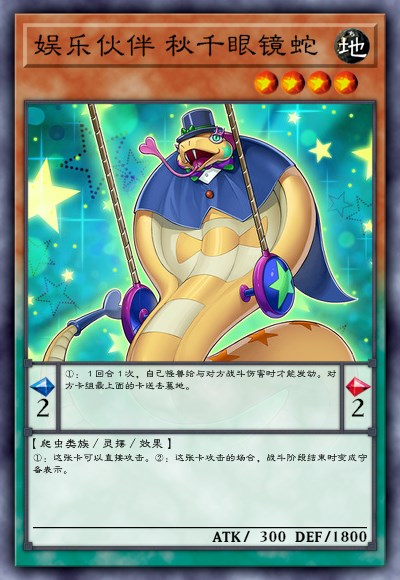 娱乐伙伴 秋千眼镜蛇 地
①：1回合1次，自己怪兽给与对方战斗伤害时才能发动。对
方卡组最上面的卡送去墓地。
2 2
【爬虫类族／灵摆／效果】
①：这张卡可以直接攻击。②：这张卡攻击的场合，战斗阶段结束时变成守
备表示。
ATK/ 300 DEF/1800